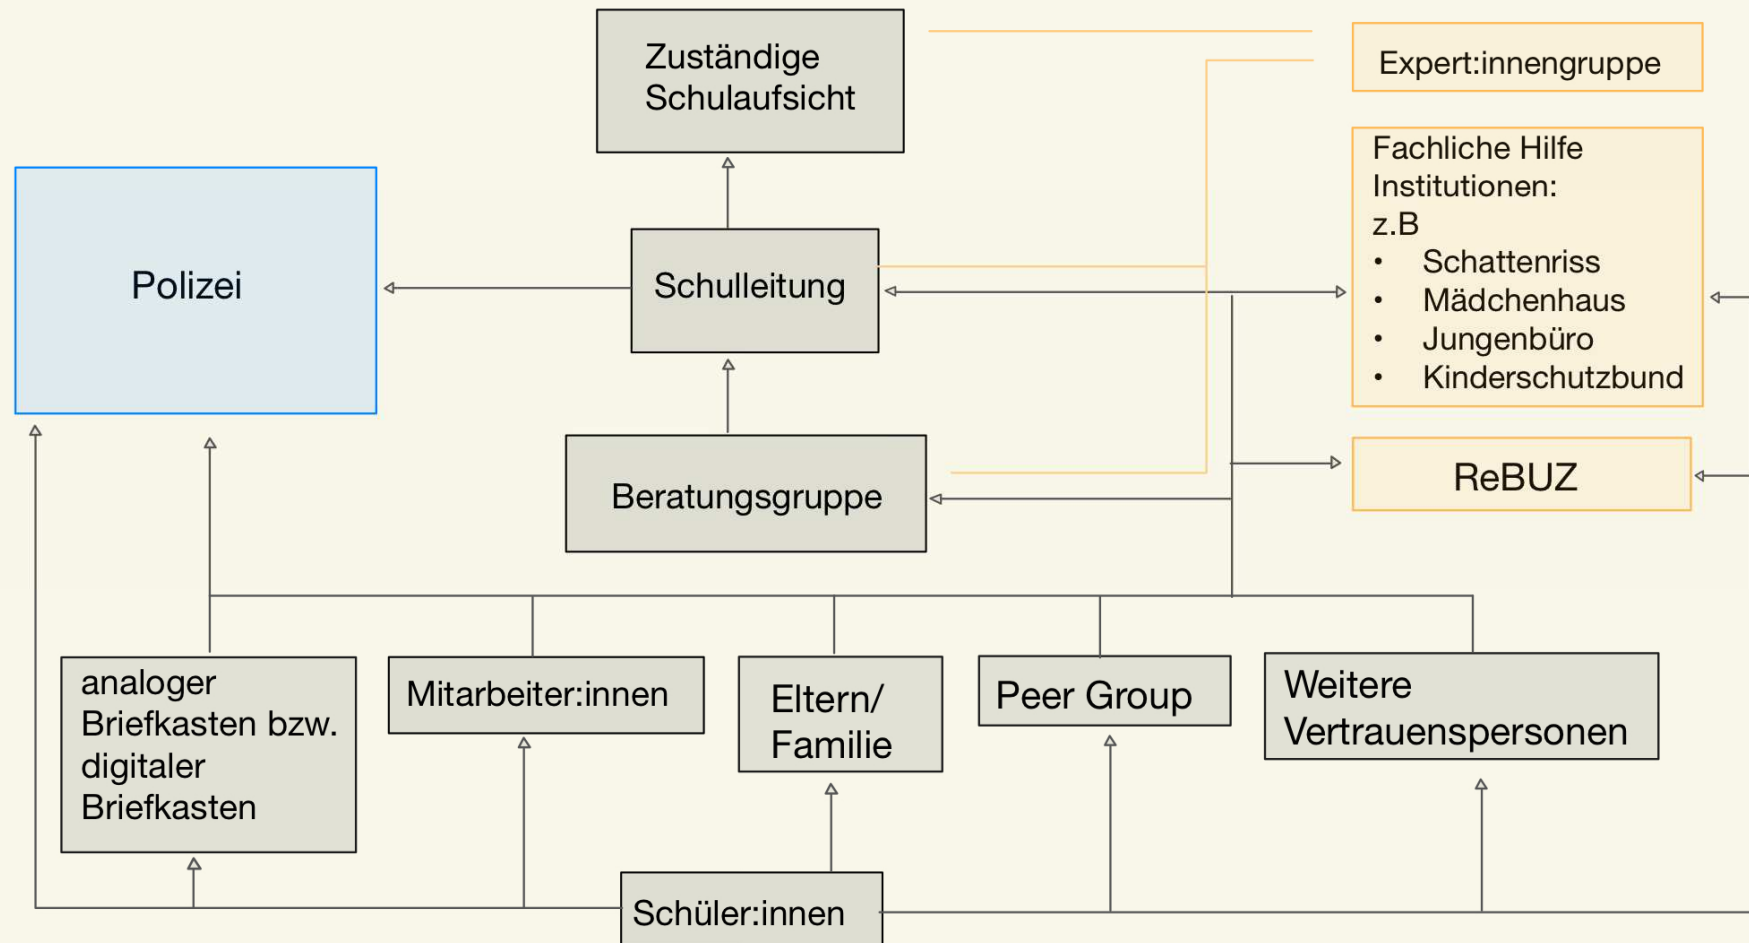 Zuständige
Schulaufsicht
Expert:innengruppe
Fachliche Hilfe
Institutionen:
z.B
• Schattenriss
• Mädchenhaus
• Jungenbüro
• Kinderschutzbund
Polizei
Schulleitung
ReBUZ
Beratungsgruppe
analoger
Briefkasten bzw.
digitaler
Briefkasten
Mitarbeiter:innen
Eltern/
Familie
Peer Group
Weitere
Vertrauenspersonen
Schüler:innen